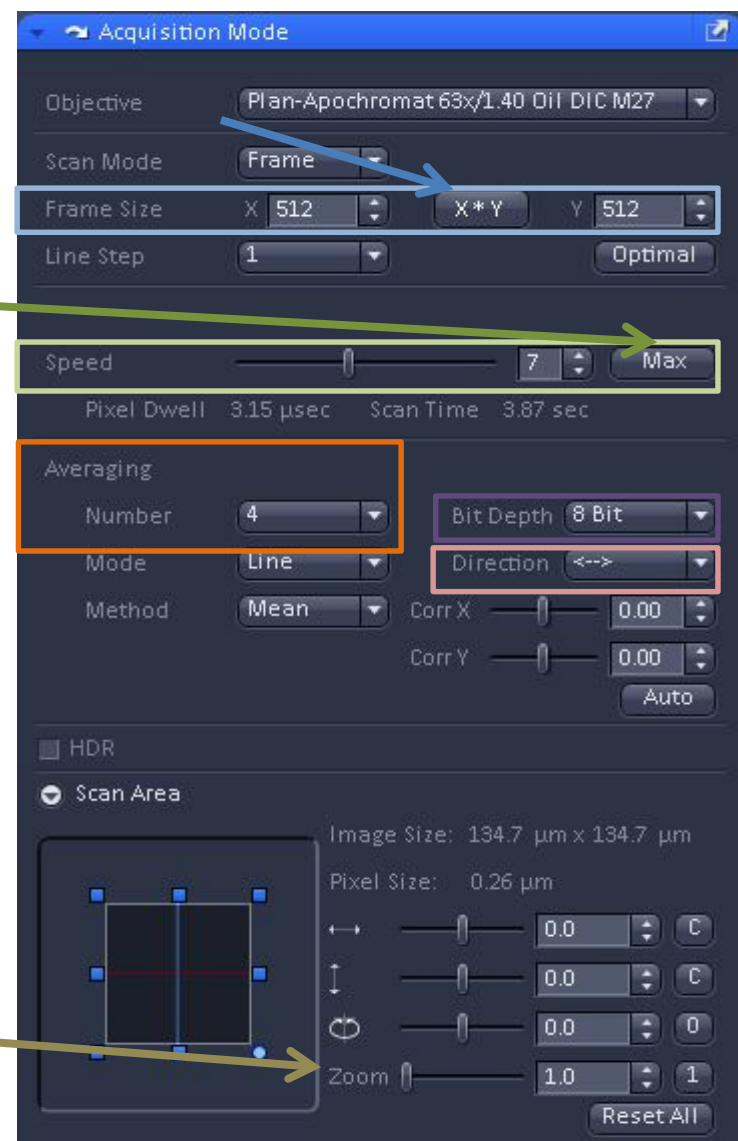 Acquisition Mode
Objective Plan-Apochromat 63x/1.40 Oil DIC M27
Scan Mode Frame
Frame Size X 512 X*Y Y 512
Line Step 1 Optimal
Speed 7 Max
Pixel Dwell 3.15 µsec Scan Time 3.87 sec
Averaging
Number 4 Bit Depth 8 Bit
Mode Line Direction <-->
Method Mean Corr X 0.00
Corr Y 0.00
Auto
HDR
Scan Area
Image Size: 134.7 µm x 134.7 µm
Pixel Size: 0.26 µm
0.0 C
0.0 C
0.0 0
Zoom 1.0 1
Reset All